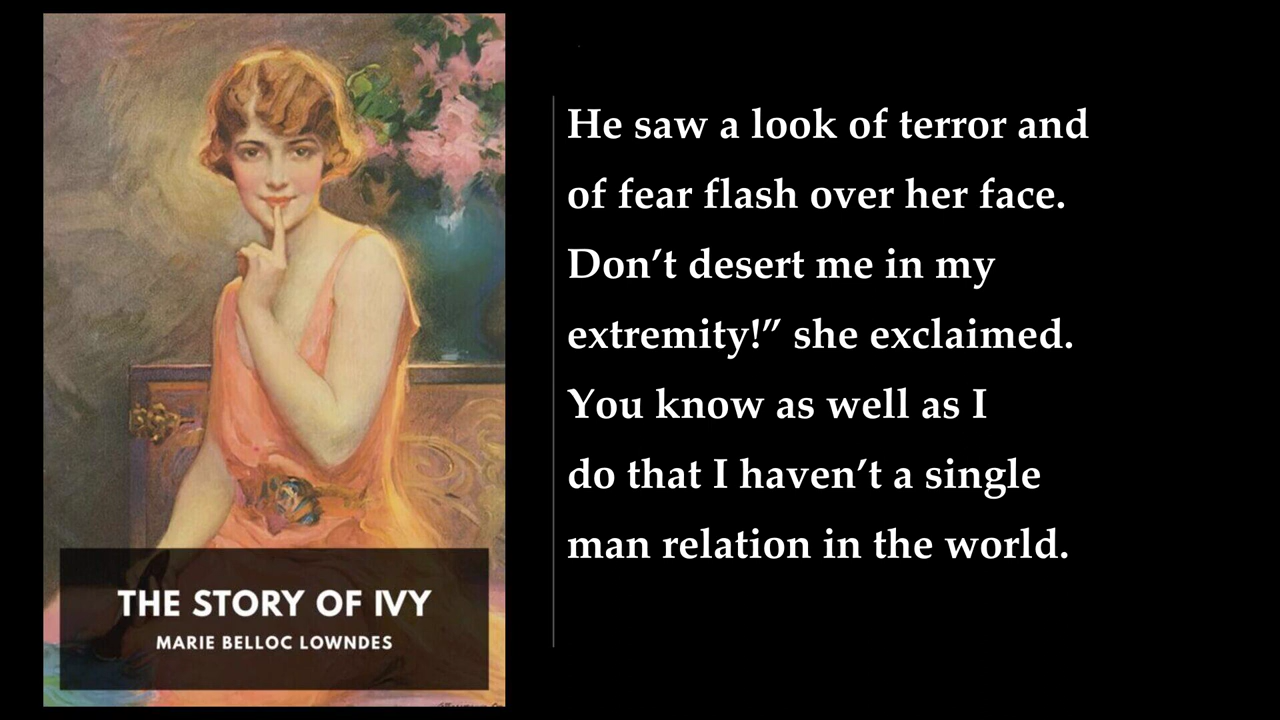 He saw a look of terror and
of fear flash over her face.
Don’t desert me in my
extremity!” she exclaimed.
You know as well as I
do that I haven’t a single
man relation in the world.
THE STORY OF IVY
MARIE BELLOC LOWNDES